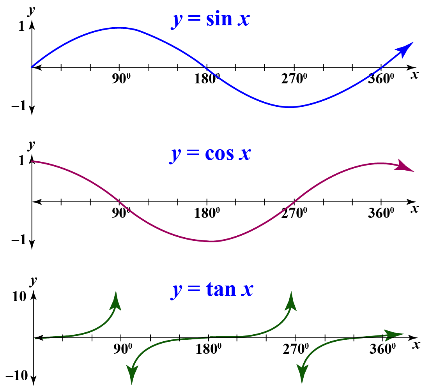 y
y = sin x
1
90⁰ 180⁰ 270⁰ 360⁰
x
−1
y
y = cos x
1
90⁰ 180⁰ 270⁰ 360⁰
x
−1
y
y = tan x
10
90⁰ 180⁰ 270⁰ 360⁰
x
−10